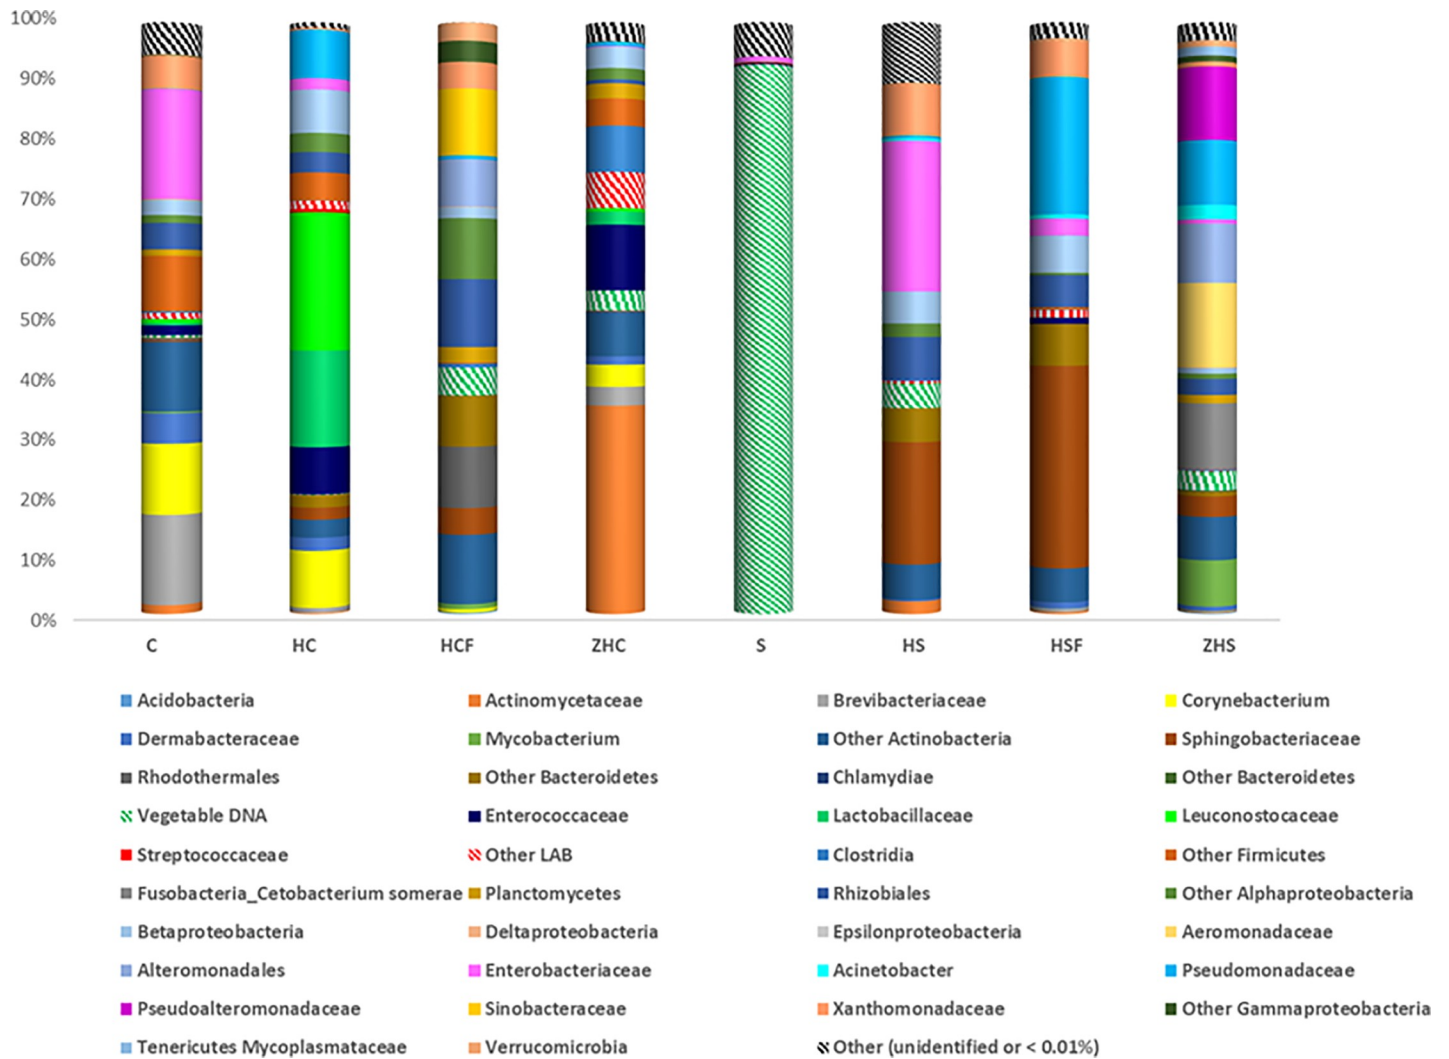 100%
90%
80%
70%
60%
50%
40%
30%
20%
10%
0%
C HC HCF ZHC S HS HSF ZHS
Acidobacteria Actinomycetaceae Brevibacteriaceae Corynebacterium
Dermabacteraceae Mycobacterium Other Actinobacteria Sphingobacteriaceae
Rhodothermales Other Bacteroidetes Chlamydiae Other Bacteroidetes
Vegetable DNA Enterococcaceae Lactobacillaceae Leuconostocaceae
Streptococcaceae Other LAB Clostridia Other Firmicutes
Fusobacteria_Cetobacterium somerae Planctomycetes Rhizobiales Other Alphaproteobacteria
Betaproteobacteria Deltaproteobacteria Epsilonproteobacteria Aeromonadaceae
Alteromonadales Enterobacteriaceae Acinetobacter Pseudomonadaceae
Pseudoalteromonadaceae Sinobacteraceae Xanthomonadaceae Other Gammaproteobacteria
Tenericutes Mycoplasmataceae Verrucomicrobia Other (unidentified or < 0.01%)